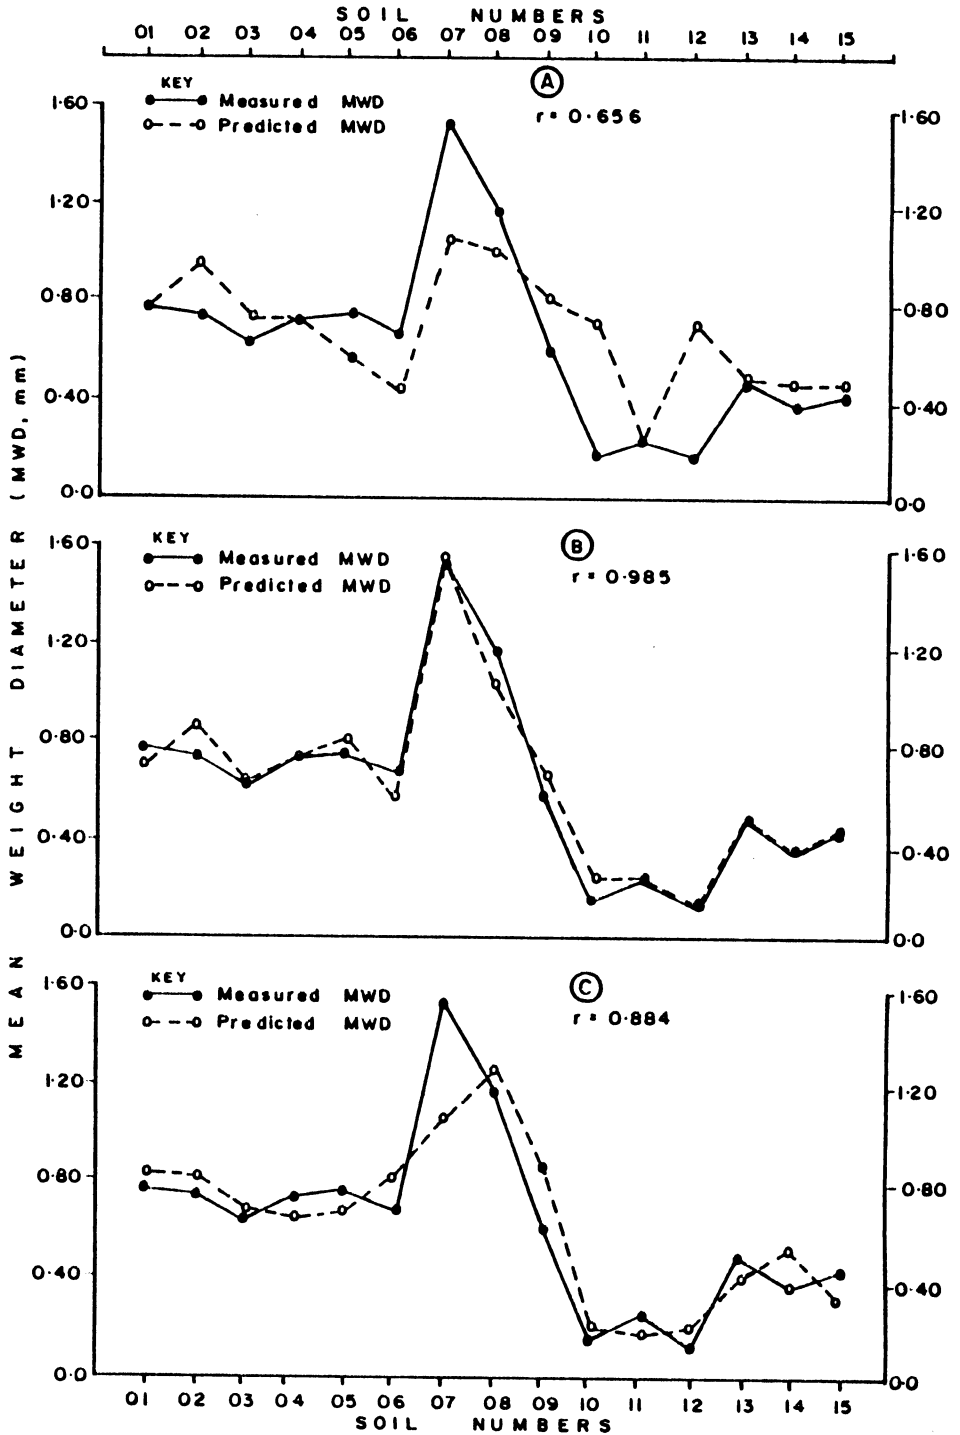 SOIL NUMBERS
01 02 03 04 05 06 07 08 09 10 11 12 13 14 15
KEY
Measured MWD
Predicted MWD
A
r = 0.656
1.60
1.20
0.80
0.40
0.0
1.60
1.20
0.80
0.40
0.0
MEAN WEIGHT DIAMETER (MWD, mm)
KEY
Measured MWD
Predicted MWD
B
r = 0.985
1.60
1.20
0.80
0.40
0.0
1.60
1.20
0.80
0.40
0.0
KEY
Measured MWD
Predicted MWD
C
r = 0.884
1.60
1.20
0.80
0.40
0.0
1.60
1.20
0.80
0.40
0.0
01 02 03 04 05 06 07 08 09 10 11 12 13 14 15
SOIL NUMBERS